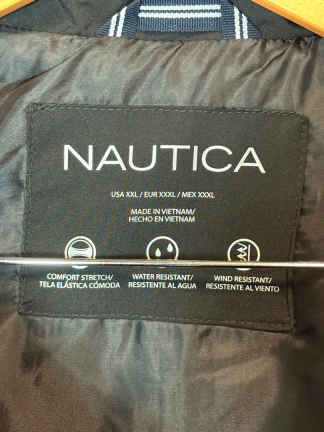 NAUTICA
USA XXL / EUR XXXL / MEX XXXL
MADE IN VIETNAM/
HECHO EN VIETNAM
COMFORT STRETCH/ WATER RESISTANT/ WIND RESISTANT/
TELA ELÁSTICA CÓMODA RESISTENTE AL AGUA RESISTENTE AL VIENTO